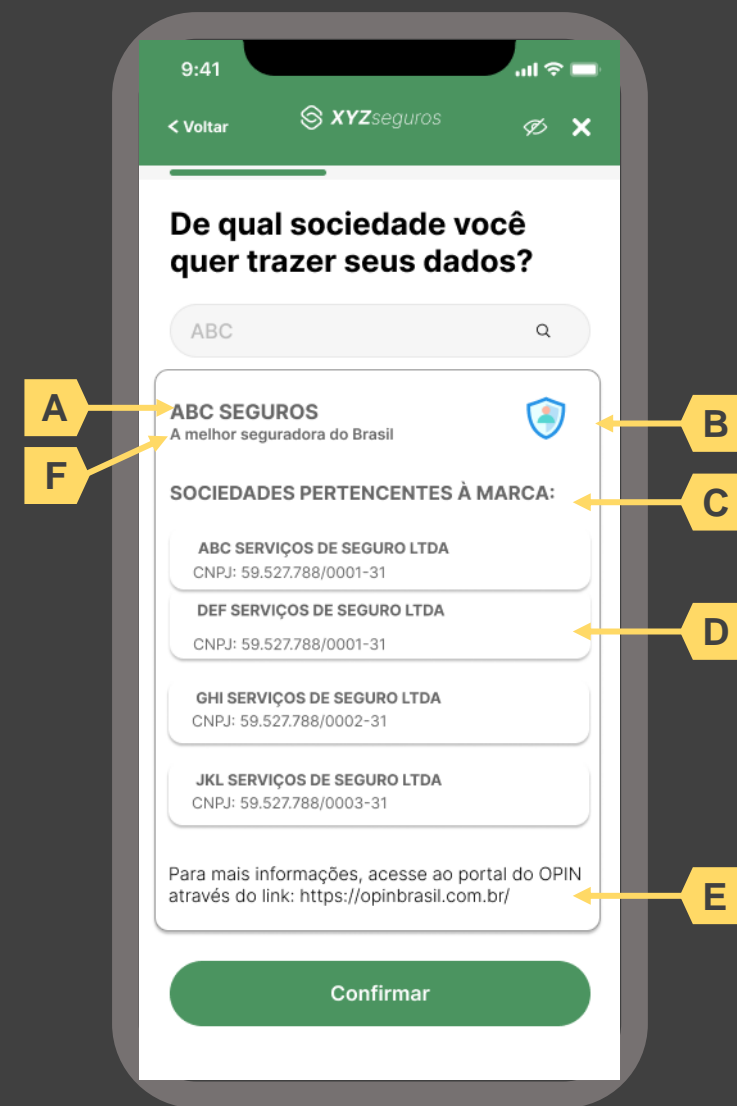 9:41
< Voltar
XYZseguros
De qual sociedade você
quer trazer seus dados?
ABC
A
ABC SEGUROS
B
F
A melhor seguradora do Brasil
C
SOCIEDADES PERTENCENTES À MARCA:
ABC SERVIÇOS DE SEGURO LTDA
CNPJ: 59.527.788/0001-31
DEF SERVIÇOS DE SEGURO LTDA
D
CNPJ: 59.527.788/0001-31
GHI SERVIÇOS DE SEGURO LTDA
CNPJ: 59.527.788/0002-31
JKL SERVIÇOS DE SEGURO LTDA
CNPJ: 59.527.788/0003-31
Para mais informações, acesse ao portal do OPIN
através do link: https://opinbrasil.com.br/
E
Confirmar